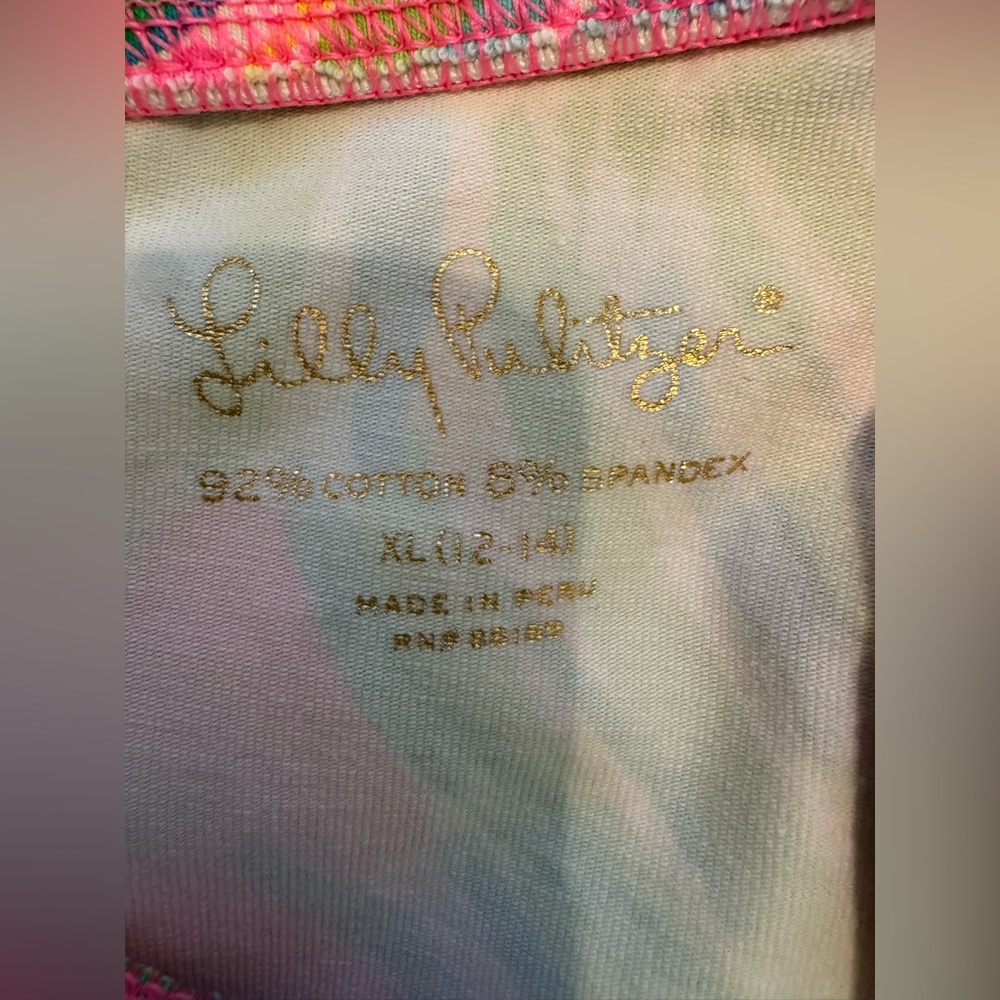 Lilly Pulitzer®
92% COTTON 8% SPANDEX
XL (12-14)
MADE IN PERU
RN#